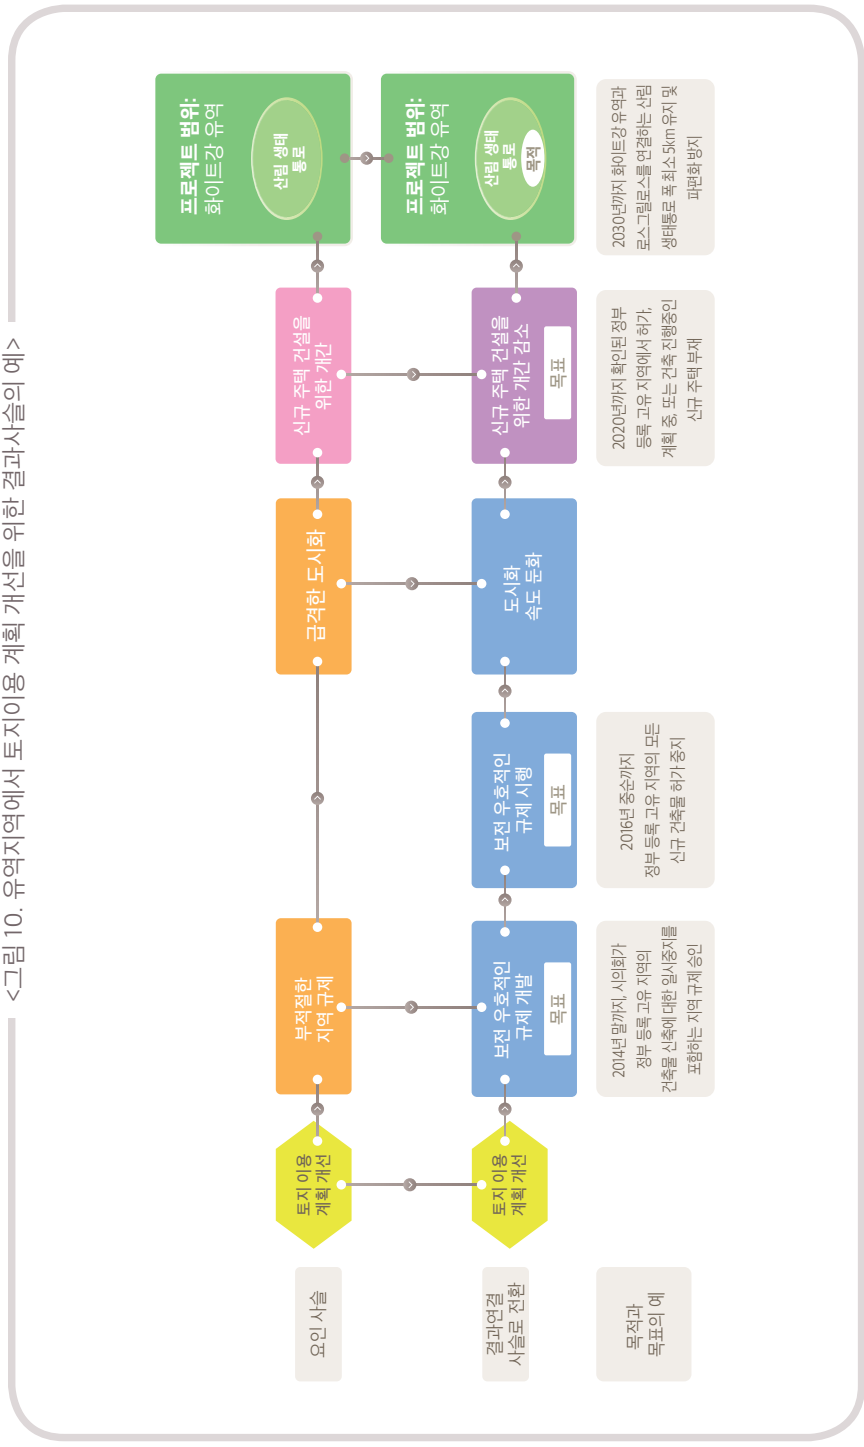 <그림 10. 유역지역에서 토지이용 계획 개선을 위한 결과사슬의 예>
요인 사슬
토지 이용
계획 개선
부적절한
지역 규제
급격한 도시화
신규 주택 건설을
위한 개간
프로젝트 범위:
화이트강 유역
산림 생태
통로
결과연결
사슬로 전환
토지 이용
계획 개선
보전 우호적인
규제 개발
목표
보전 우호적인
규제 시행
목표
도시화
속도 둔화
신규 주택 건설을
위한 개간 감소
목표
프로젝트 범위:
화이트강 유역
산림 생태
통로
목적
목적과
목표의 예
2014년 말까지, 시의회가
정부 등록 고유 지역의
건축물 신축에 대한 일시중지를
포함하는 지역 규제 승인
2016년 중순까지
정부 등록 고유 지역의 모든
신규 건축물 허가 중지
2020년까지 확인된 정부
등록 고유 지역에서 허가,
계획 중, 또는 건축 진행중인
신규 주택 부재
2030년까지 화이트강 유역과
로스그릴로스를 연결하는 산림
생태통로 폭 최소 5km 유지 및
파편화 방지